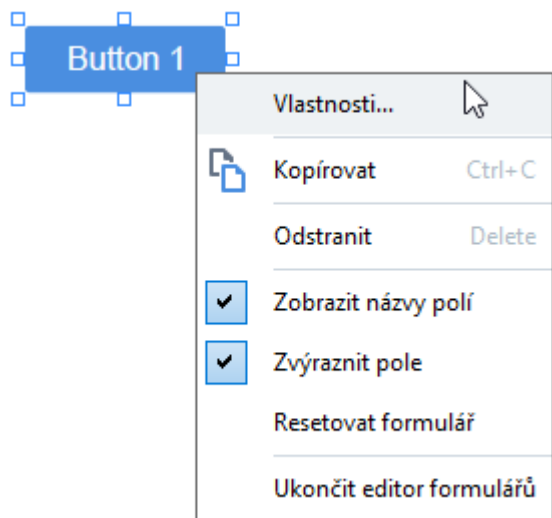 Button 1
Vlastnosti...
Kopírovat Ctrl+C
Odstranit Delete
Zobrazit názvy polí
Zvýraznit pole
Resetovat formulář
Ukončit editor formulářů